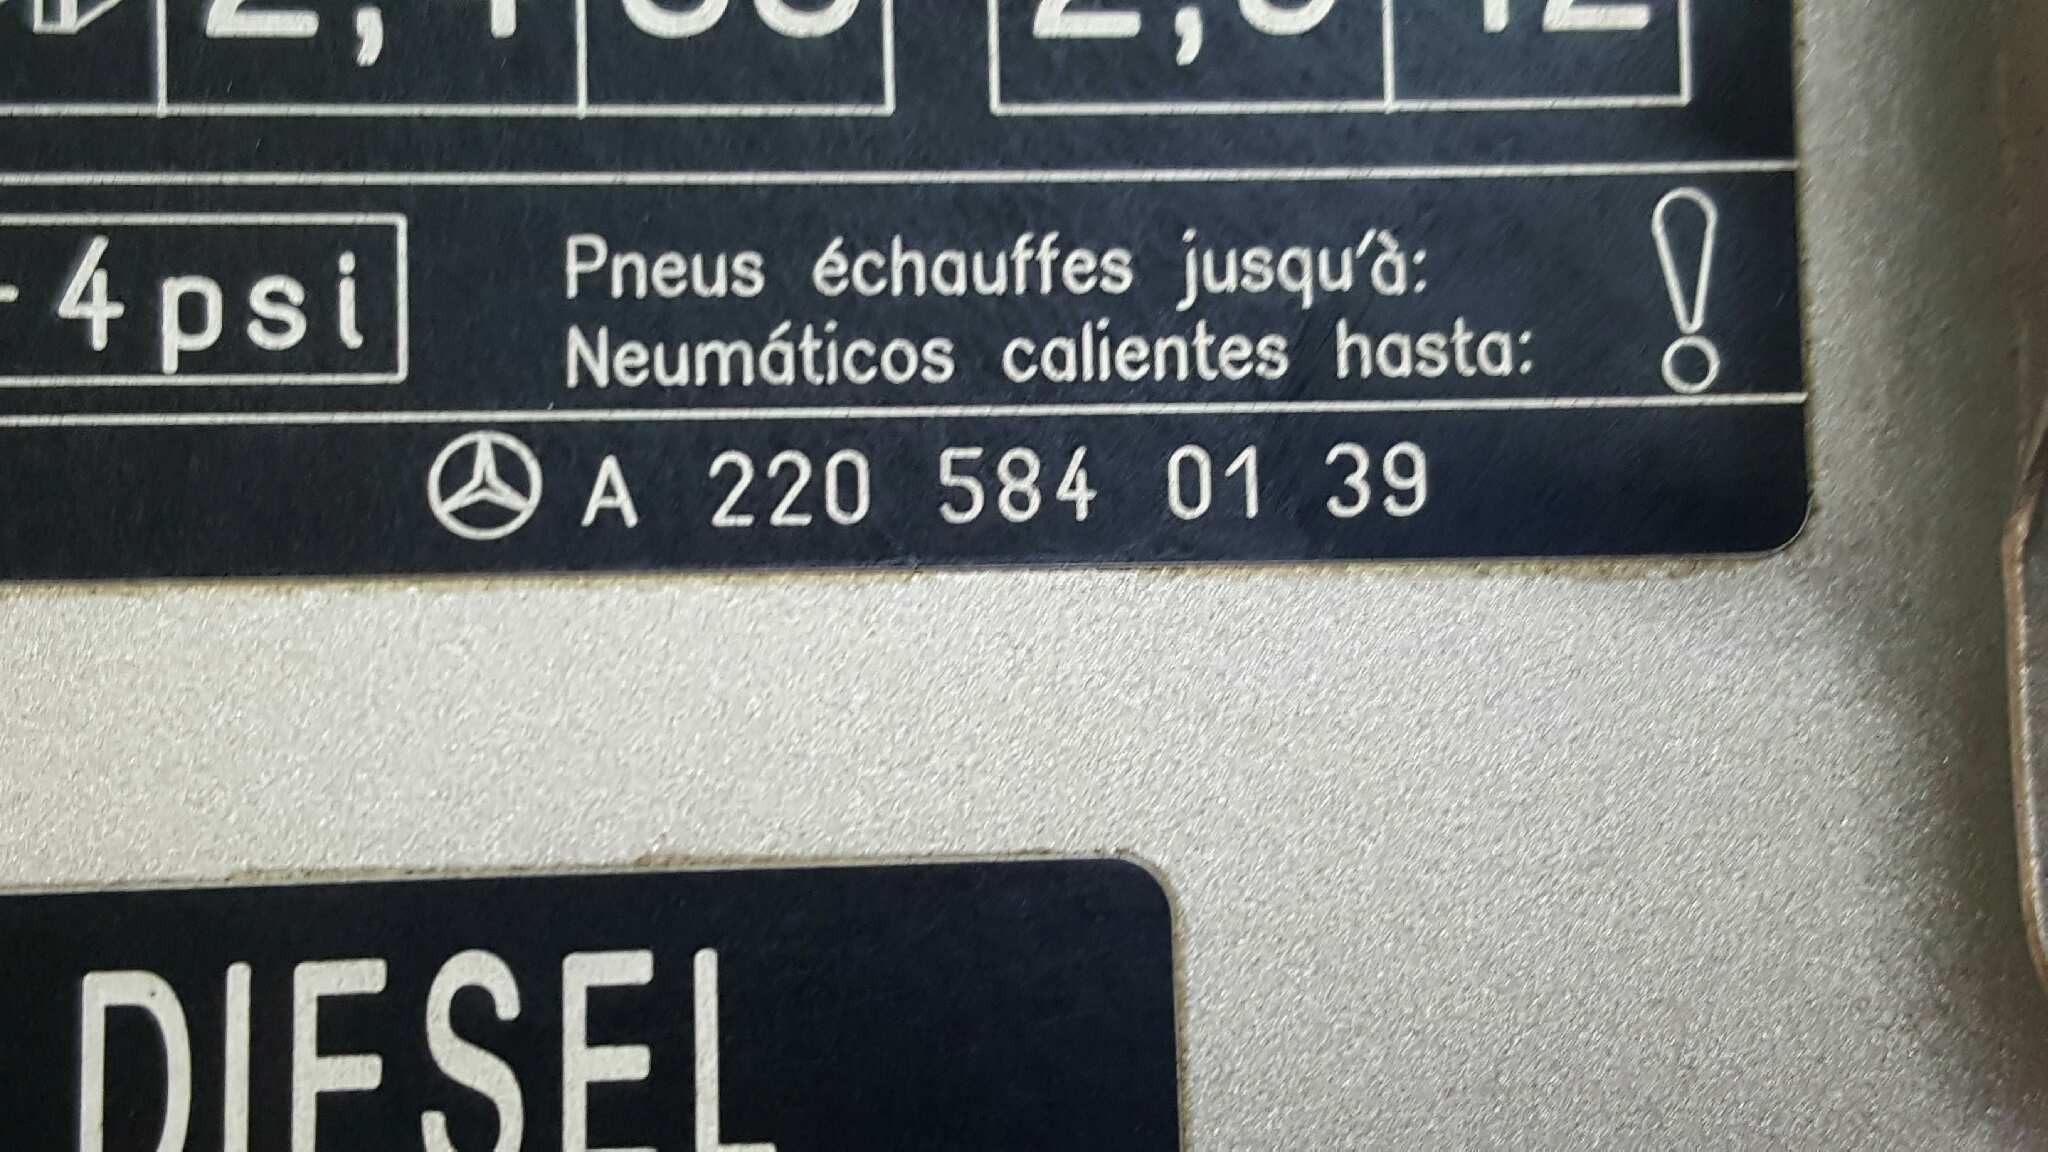 4psi
Pneus échauffes jusqu'à:
Neumáticos calientes hasta:
A 220 584 01 39
DIESEL